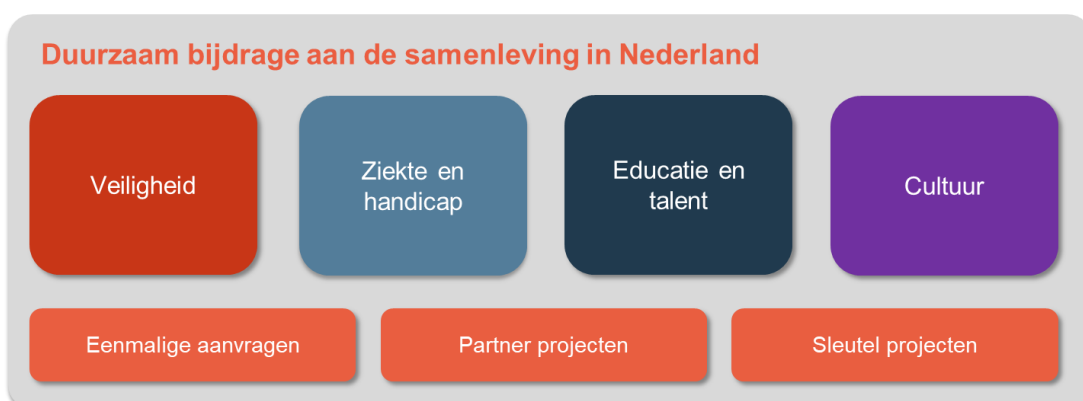 Duurzaam bijdrage aan de samenleving in Nederland
Veiligheid
Ziekte en
handicap
Educatie en
talent
Cultuur
Eenmalige aanvragen
Partner projecten
Sleutel projecten